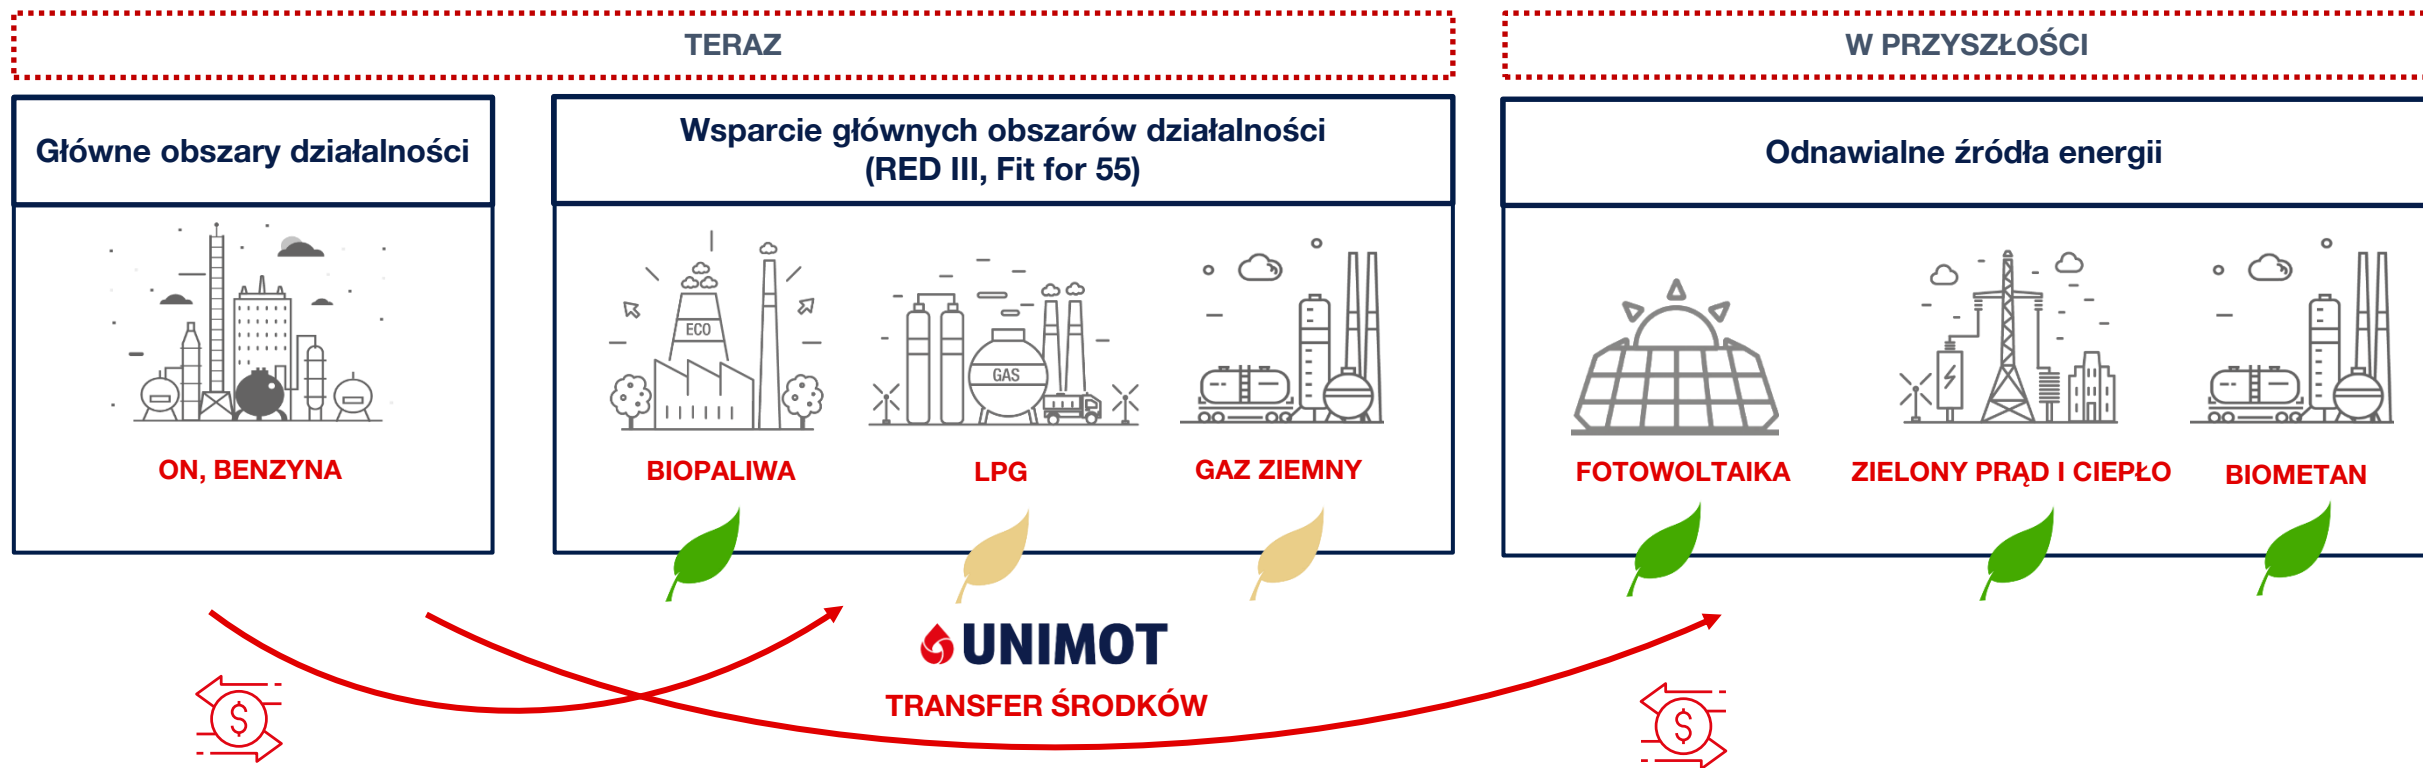 TERAZ
W PRZYSZŁOŚCI
Główne obszary działalności
Wsparcie głównych obszarów działalności
(RED III, Fit for 55)
Odnawialne źródła energii
ECO
GAS
ON, BENZYNA
BIOPALIWA
LPG
GAZ ZIEMNY
FOTOWOLTAIKA
ZIELONY PRĄD I CIEPŁO
BIOMETAN
UNIMOT
TRANSFER ŚRODKÓW
$
$